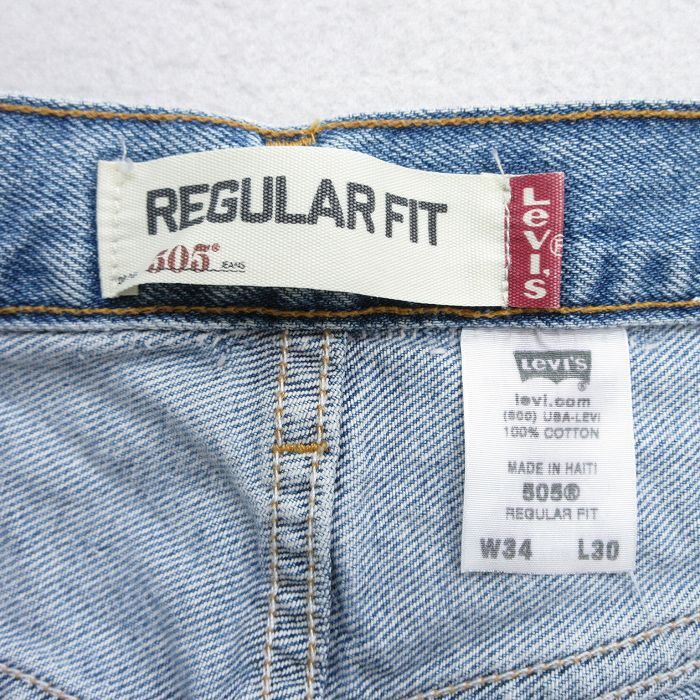 REGULAR FIT
505®
JEANS
LEVI'S®
LEVI'S
levi.com
(800) USA-LEVI
100% COTTON
MADE IN HAITI
505®
REGULAR FIT
W34 L30